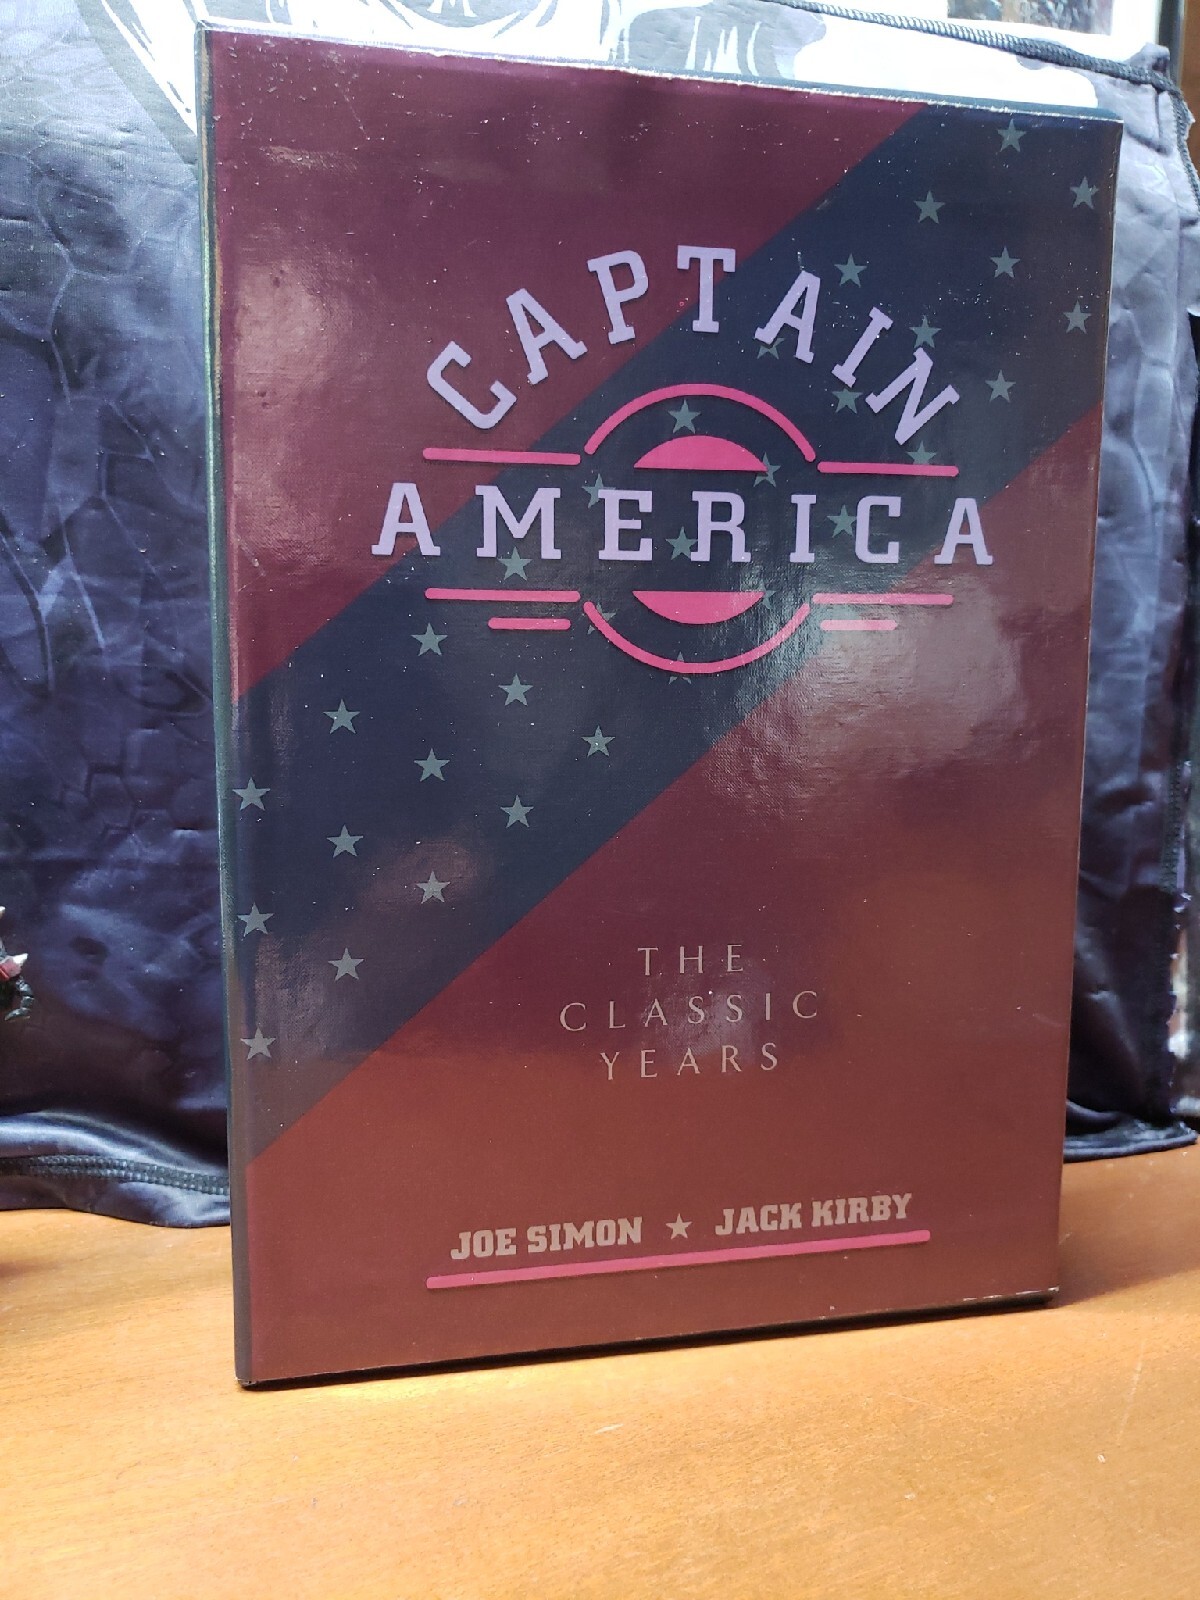 CAPTAIN
AMERICA
THE
CLASSIC
YEARS
JOE SIMON ★ JACK KIRBY